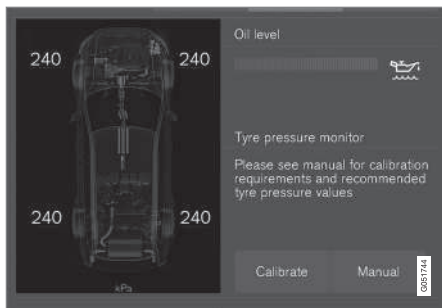 Oil level
240 240
Tyre pressure monitor
Please see manual for calibration
requirements and recommended
tyre pressure values
240 240
Calibrate Manual
kPa
G051744